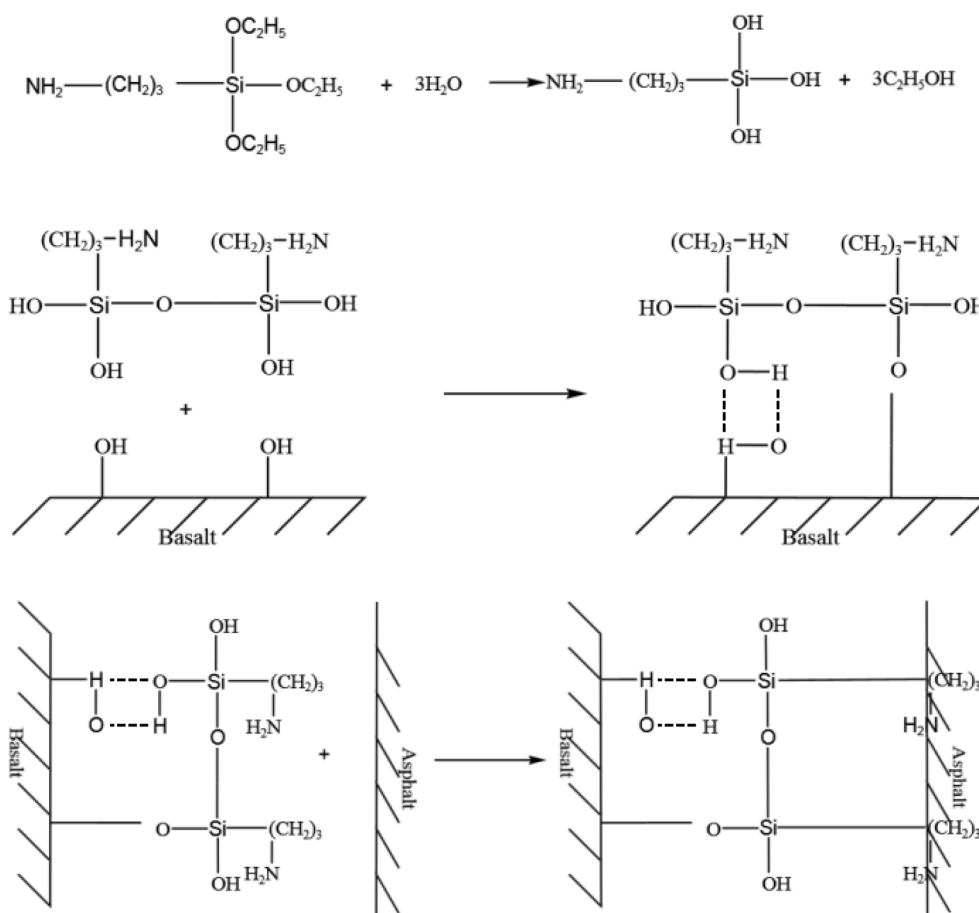 OC₂H₅ OH
NH₂ (CH₂)₃ Si OC₂H₅ + 3H₂O NH₂ (CH₂)₃ Si OH + 3C₂H₅OH
OC₂H₅ OH
(CH₂)₃-H₂N (CH₂)₃-H₂N (CH₂)₃-H₂N (CH₂)₃-H₂N
HO Si O Si OH HO Si O Si OH
OH OH O H O
+
OH OH H O
Basalt Basalt
OH OH
H O Si (CH₂)₃ H O Si (CH₂)₃
O H H₂N O H H₂N
O + O
Basalt Asphalt Basalt Asphalt
O Si (CH₂)₃ O Si (CH₂)₃
OH H₂N OH H₂N